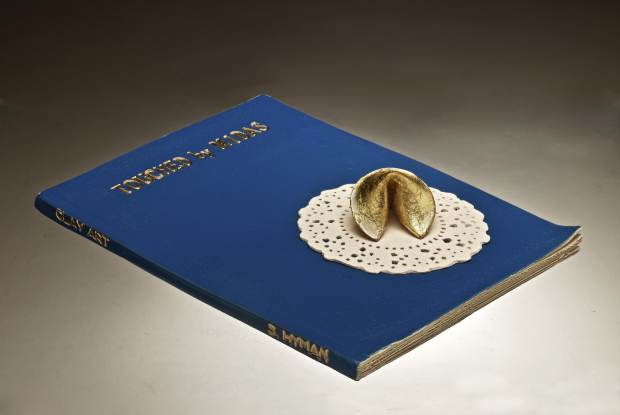 TOUCHED by MIDAS
CLAY ART
S. HYMAN